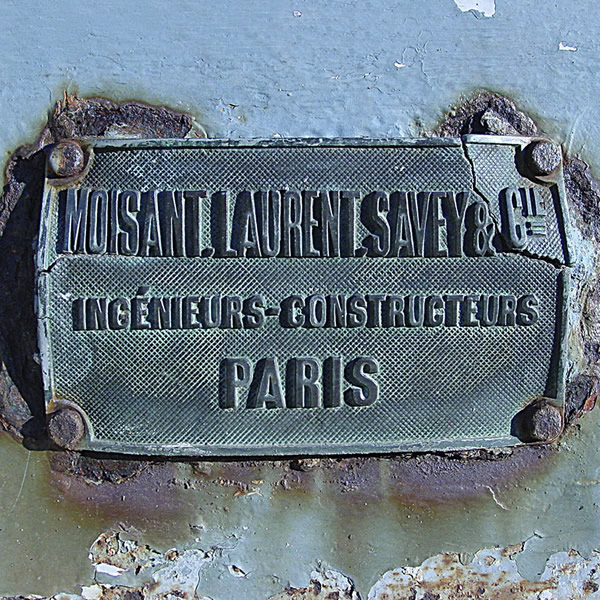 MOISANT.LAURENT.SAVEY & CIE
INGÉNIEURS-CONSTRUCTEURS
PARIS